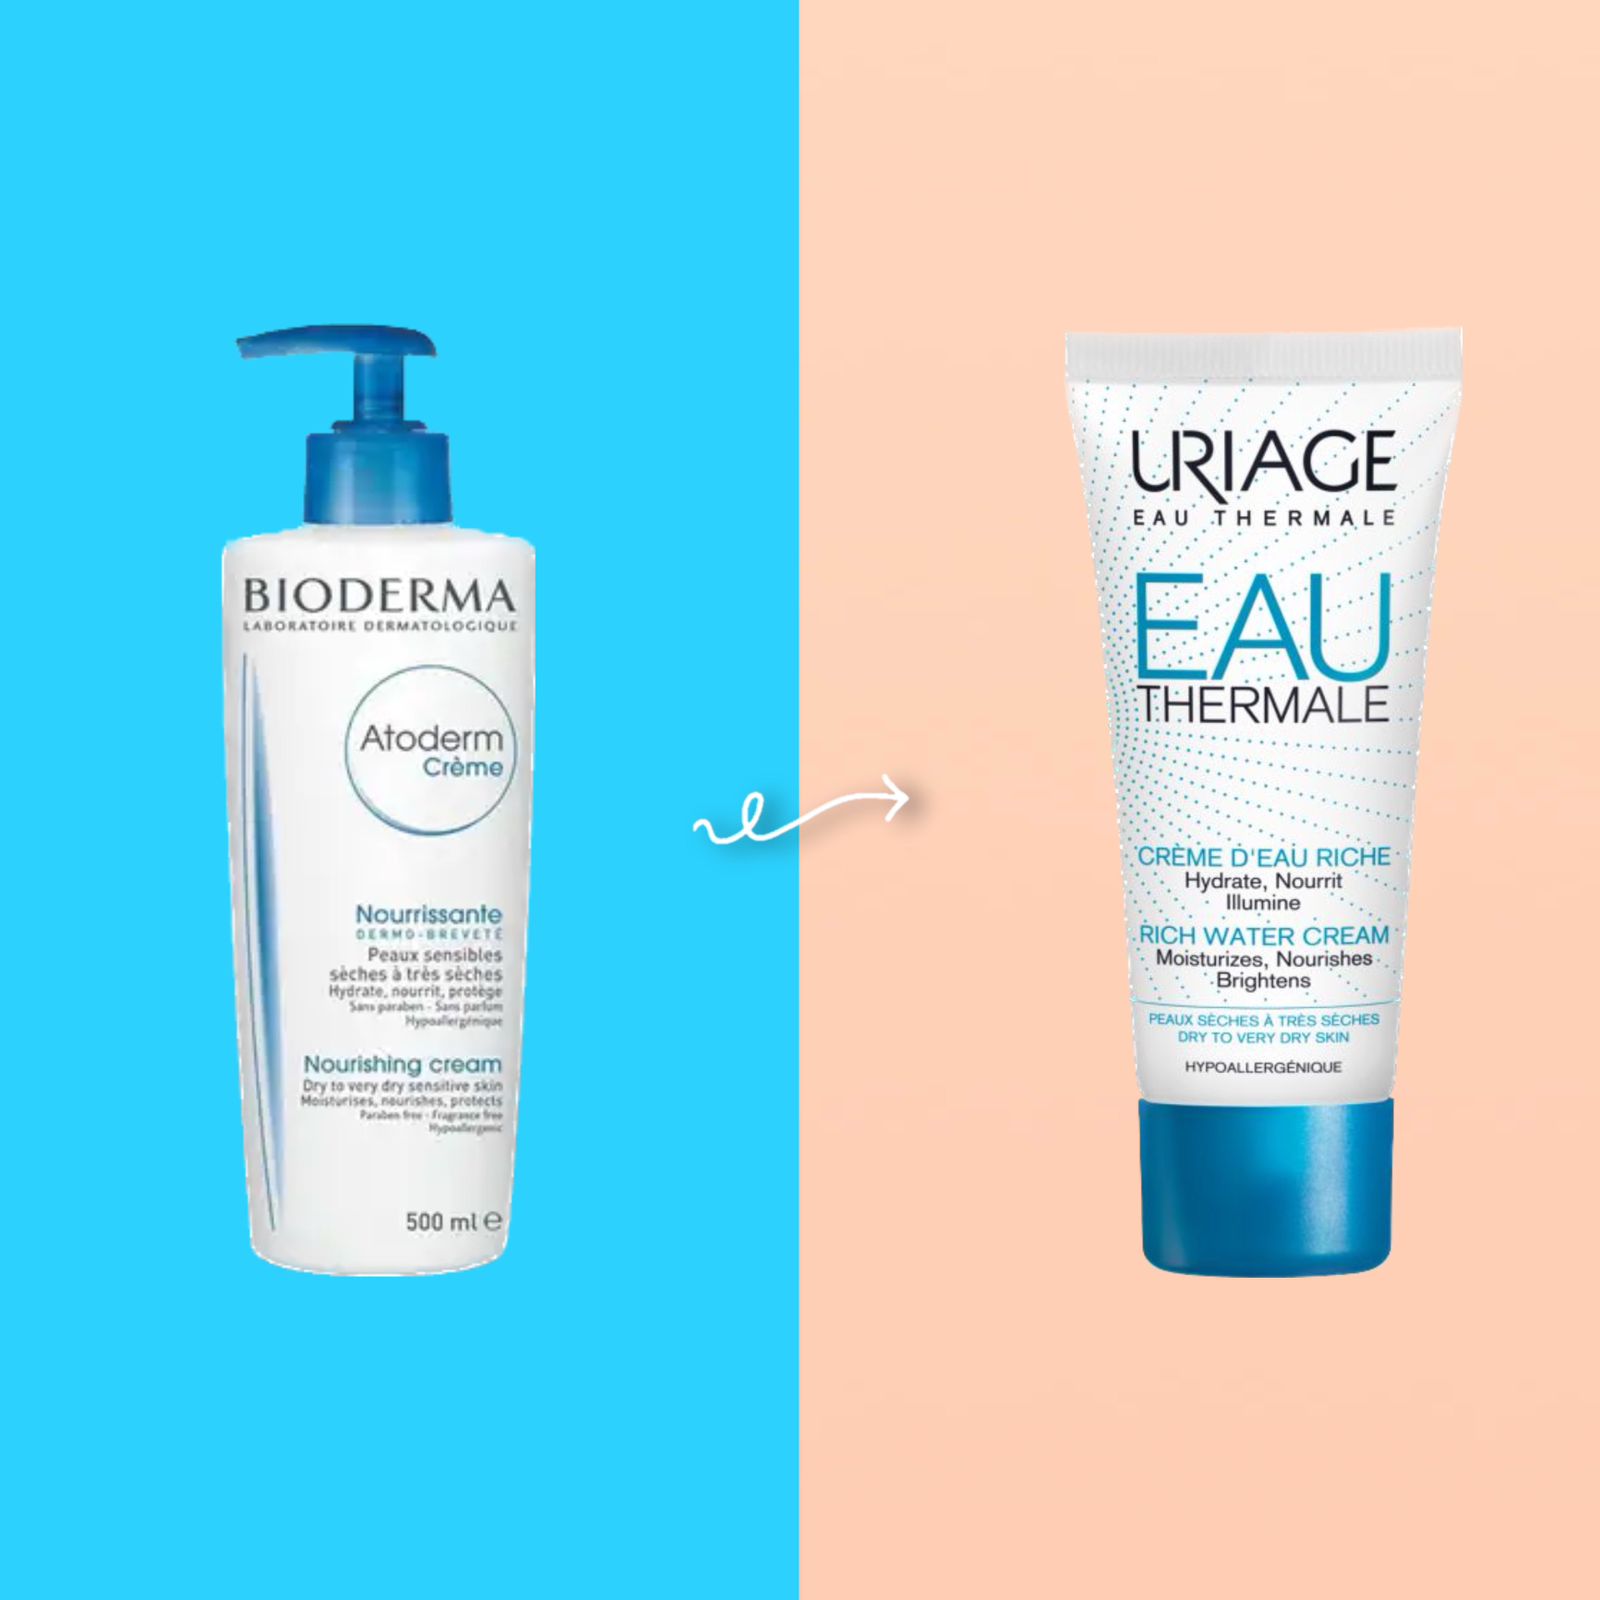 BIODERMA
LABORATOIRE DERMATOLOGIQUE
Atoderm
Crème
Nourrissante
DERMO-BREVETÉ
Peaux sensibles
sèches à très sèches
Hydrate, nourrit, protège
Sans paraben - Sans parfum
Hypoallergénique
Nourishing cream
Dry to very dry sensitive skin
Moisturises, nourishes, protects
Paraben free - Fragrance free
Hypoallergenic
500 ml e
URIAGE
EAU THERMALE
EAU
THERMALE
CRÈME D'EAU RICHE
Hydrate, Nourrit
Illumine
RICH WATER CREAM
Moisturizes, Nourishes
Brightens
PEAUX SÈCHES À TRÈS SÈCHES
DRY TO VERY DRY SKIN
HYPOALLERGÉNIQUE